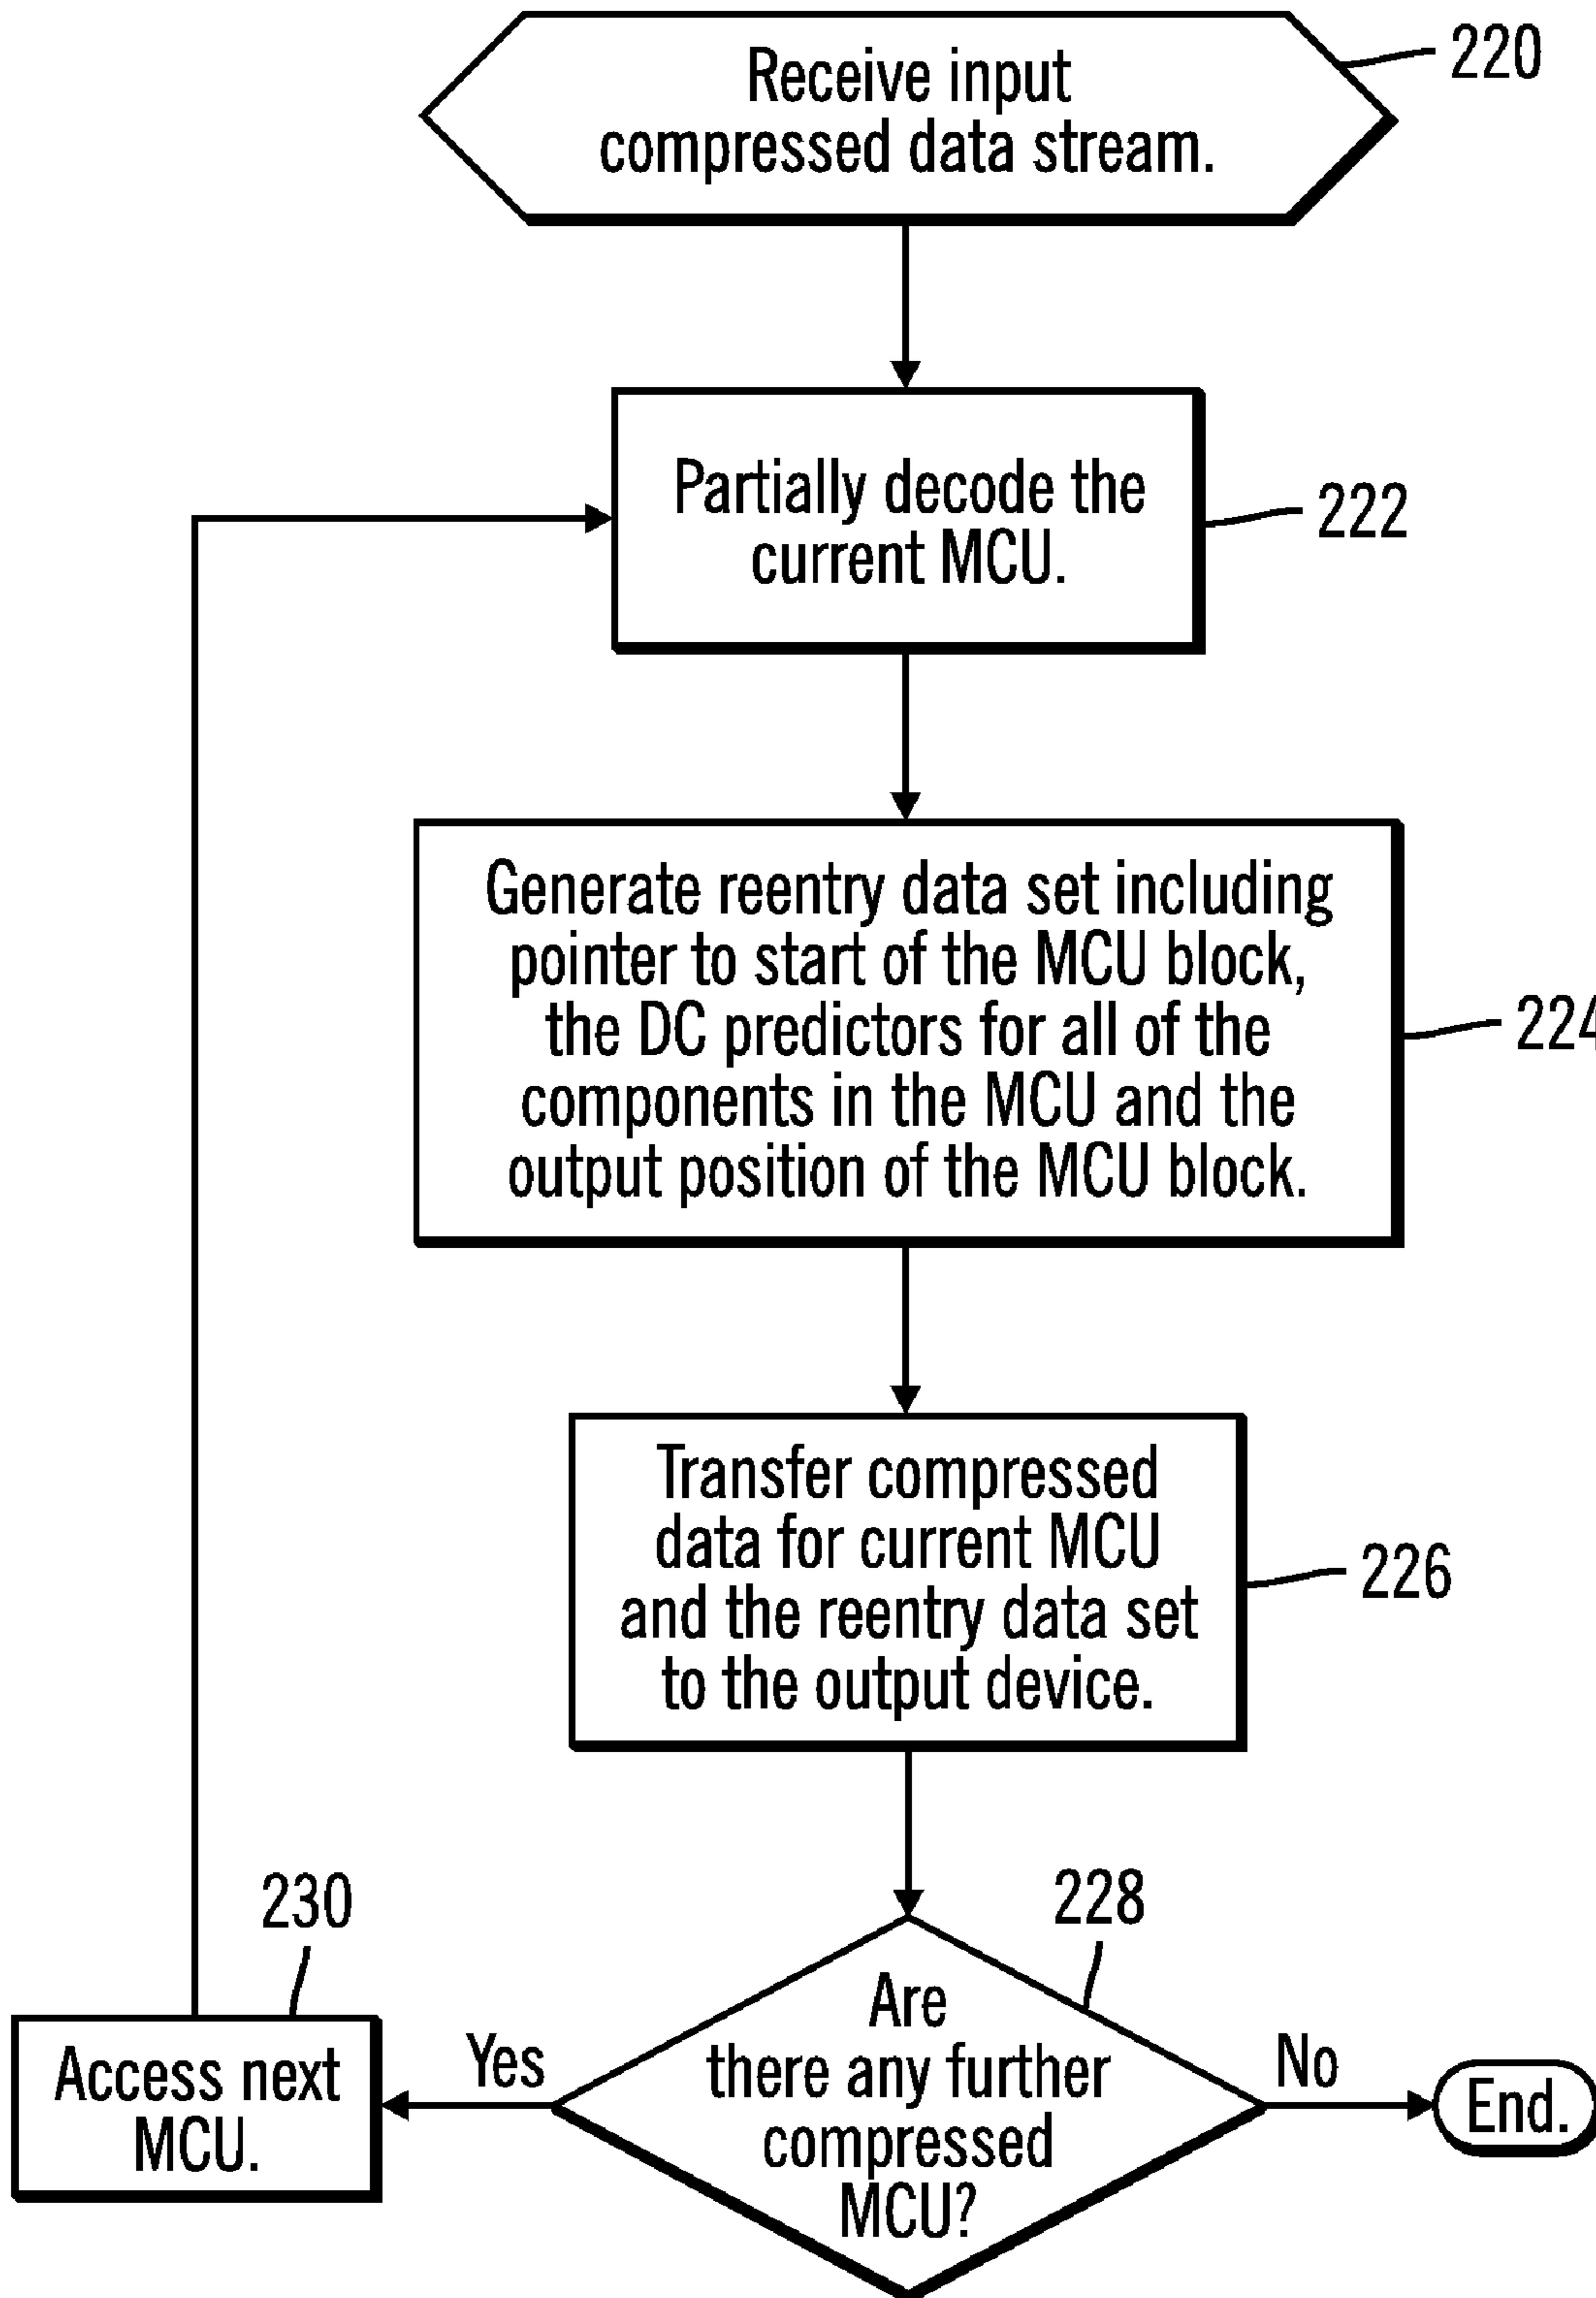 Receive input
compressed data stream.
220
Partially decode the
current MCU.
222
Generate reentry data set including
pointer to start of the MCU block,
the DC predictors for all of the
components in the MCU and the
output position of the MCU block.
224
Transfer compressed
data for current MCU
and the reentry data set
to the output device.
226
228
Are
there any further
compressed
MCU?
Yes
No
230
Access next
MCU.
End.